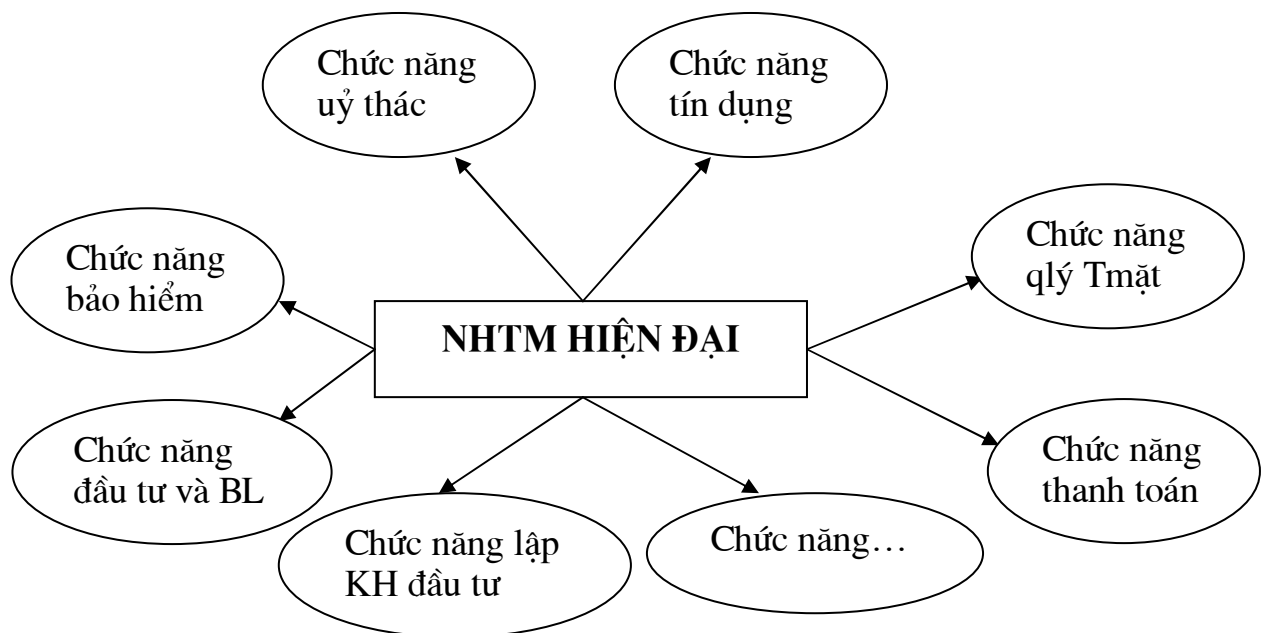 Chức năng
uỷ thác
Chức năng
tín dụng
Chức năng
bảo hiểm
Chức năng
qlý Tmặt
NHTM HIỆN ĐẠI
Chức năng
đầu tư và BL
Chức năng
thanh toán
Chức năng lập
KH đầu tư
Chức năng…